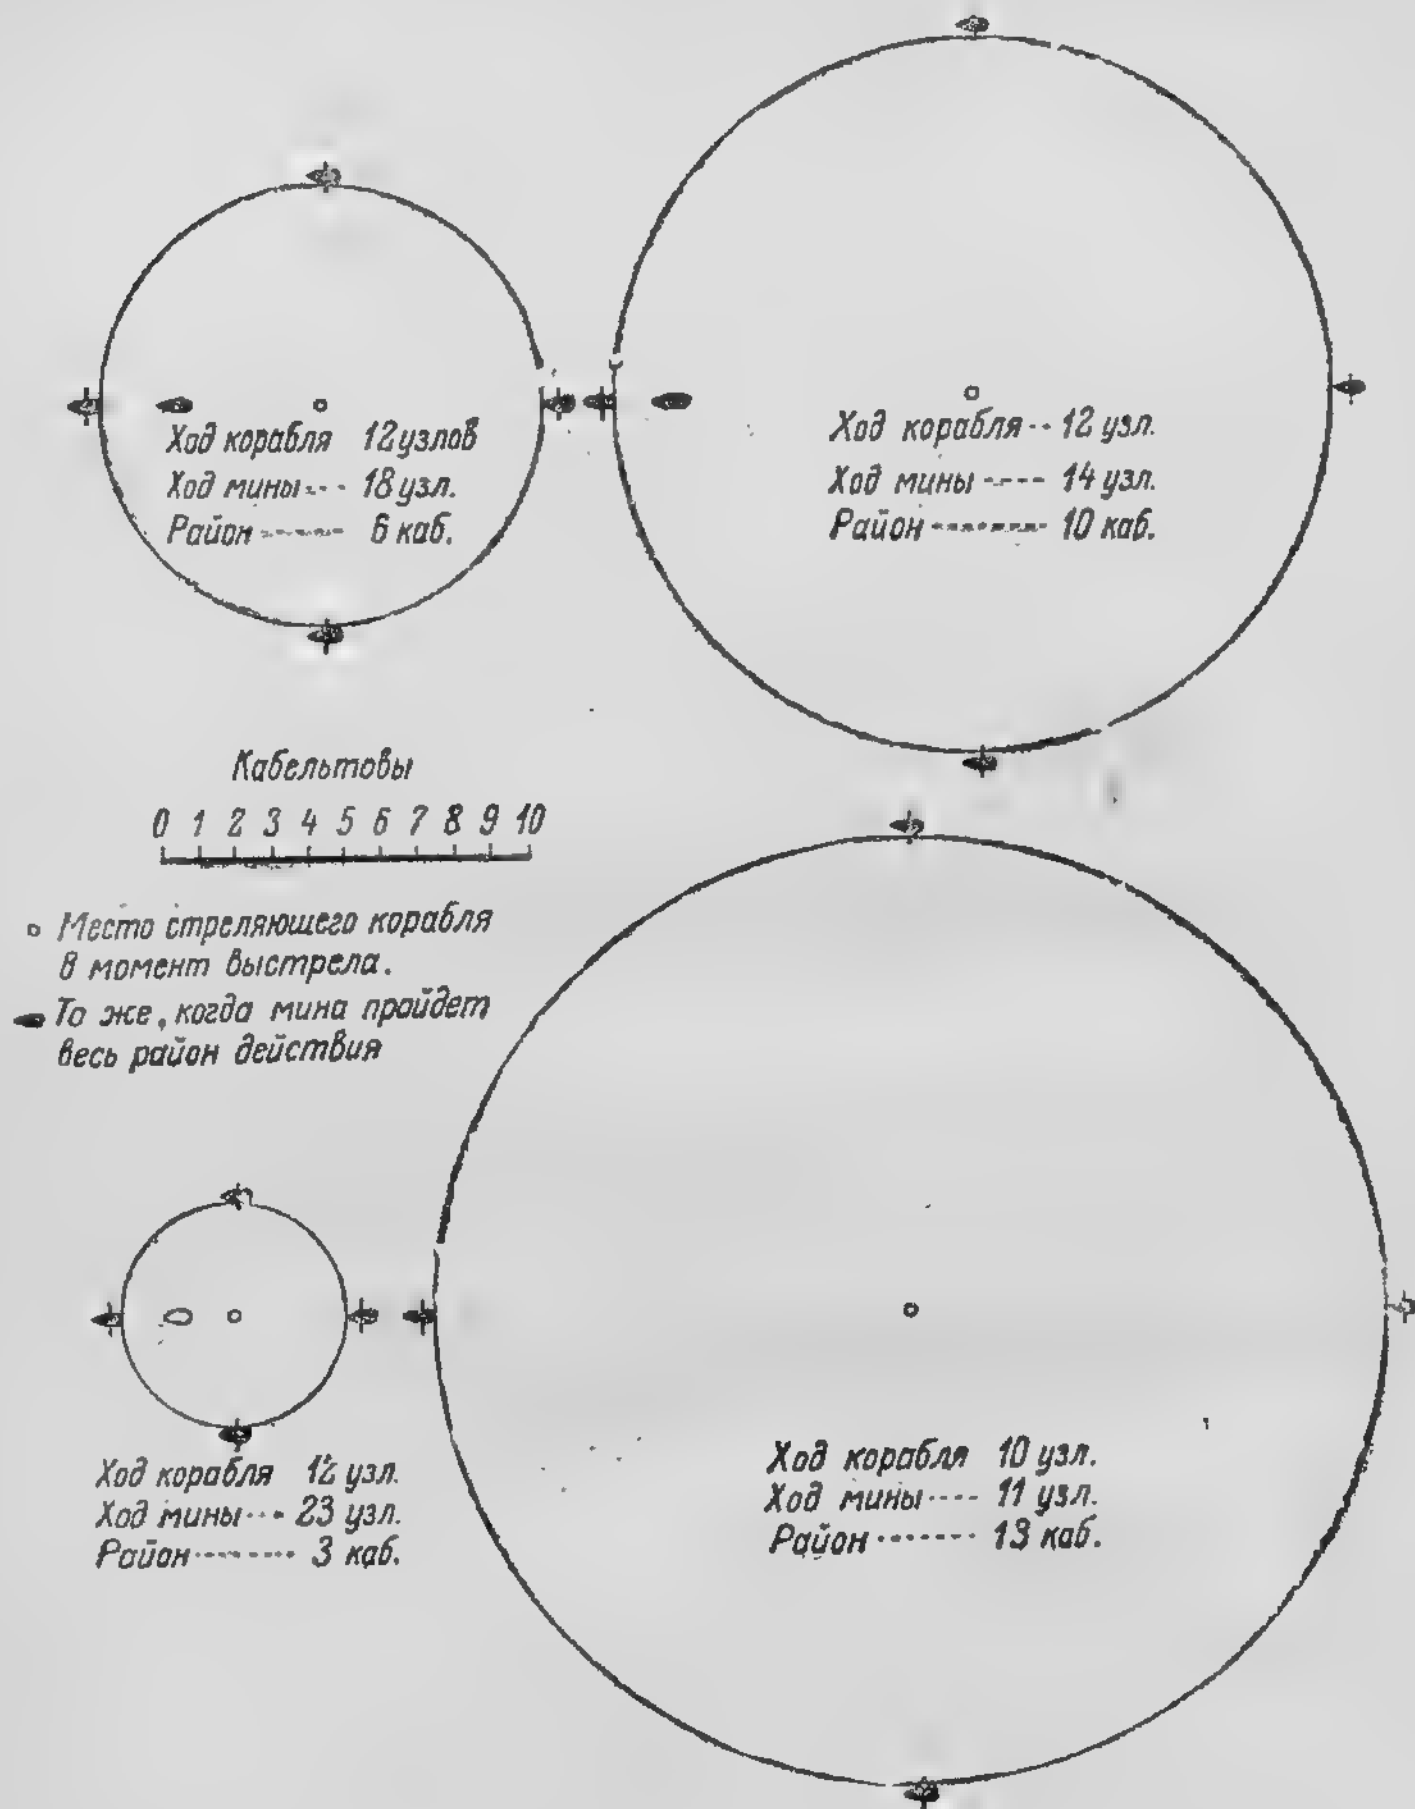 Ход корабля 12 узлов
Ход мины --- 18 узл.
Район ------ 6 каб.
Ход корабля -- 12 узл.
Ход мины ---- 14 узл.
Район ------- 10 каб.
Кабельтовы
0 1 2 3 4 5 6 7 8 9 10
Место стреляющего корабля
в момент выстрела.
То же, когда мина пройдет
весь район действия
Ход корабля 12 узл.
Ход мины --- 23 узл.
Район ------- 3 каб.
Ход корабля 10 узл.
Ход мины ---- 11 узл.
Район ------ 13 каб.